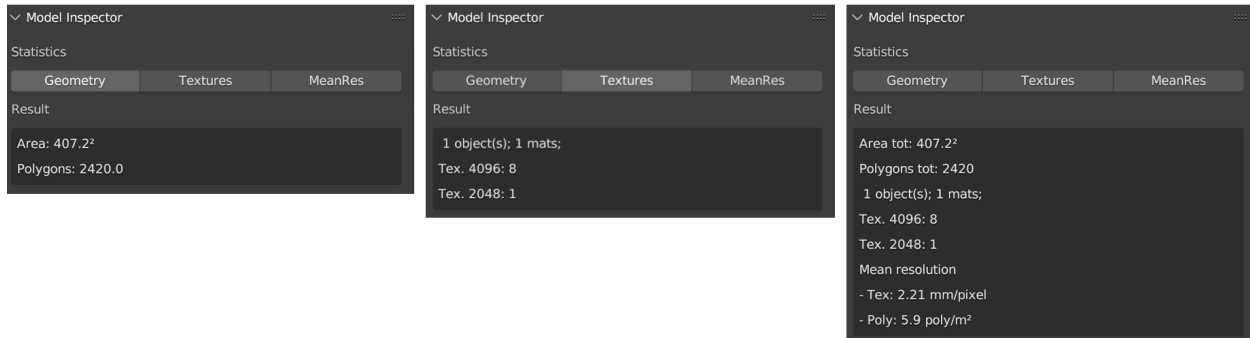 Model Inspector
Statistics
Geometry Textures MeanRes
Result
Area: 407.2²
Polygons: 2420.0
Model Inspector
Statistics
Geometry Textures MeanRes
Result
1 object(s); 1 mats;
Tex. 4096: 8
Tex. 2048: 1
Model Inspector
Statistics
Geometry Textures MeanRes
Result
Area tot: 407.2²
Polygons tot: 2420
1 object(s); 1 mats;
Tex. 4096: 8
Tex. 2048: 1
Mean resolution
- Tex: 2.21 mm/pixel
- Poly: 5.9 poly/m²